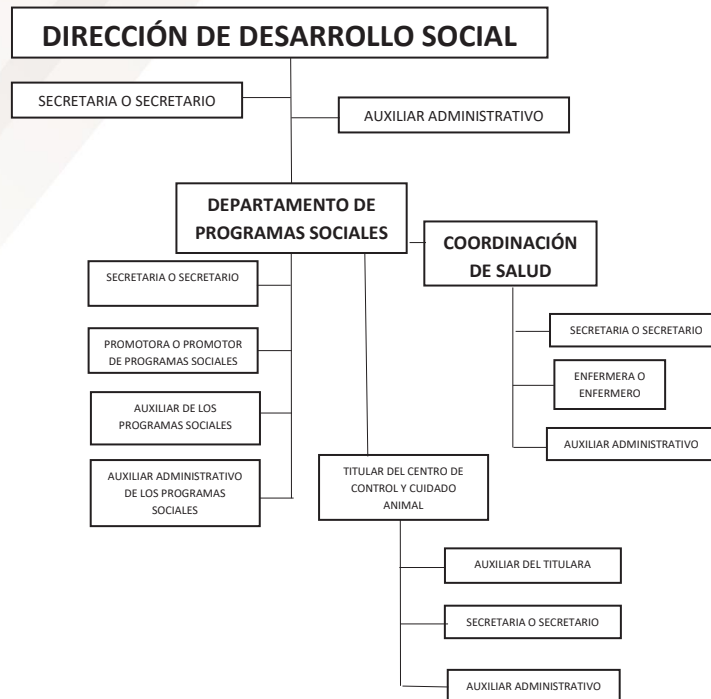 DIRECCIÓN DE DESARROLLO SOCIAL
SECRETARIA O SECRETARIO
AUXILIAR ADMINISTRATIVO
DEPARTAMENTO DE
PROGRAMAS SOCIALES
COORDINACIÓN
DE SALUD
SECRETARIA O SECRETARIO
PROMOTORA O PROMOTOR
DE PROGRAMAS SOCIALES
AUXILIAR DE LOS
PROGRAMAS SOCIALES
AUXILIAR ADMINISTRATIVO
DE LOS PROGRAMAS
SOCIALES
SECRETARIA O SECRETARIO
ENFERMERA O
ENFERMERO
AUXILIAR ADMINISTRATIVO
TITULAR DEL CENTRO DE
CONTROL Y CUIDADO
ANIMAL
AUXILIAR DEL TITULARA
SECRETARIA O SECRETARIO
AUXILIAR ADMINISTRATIVO